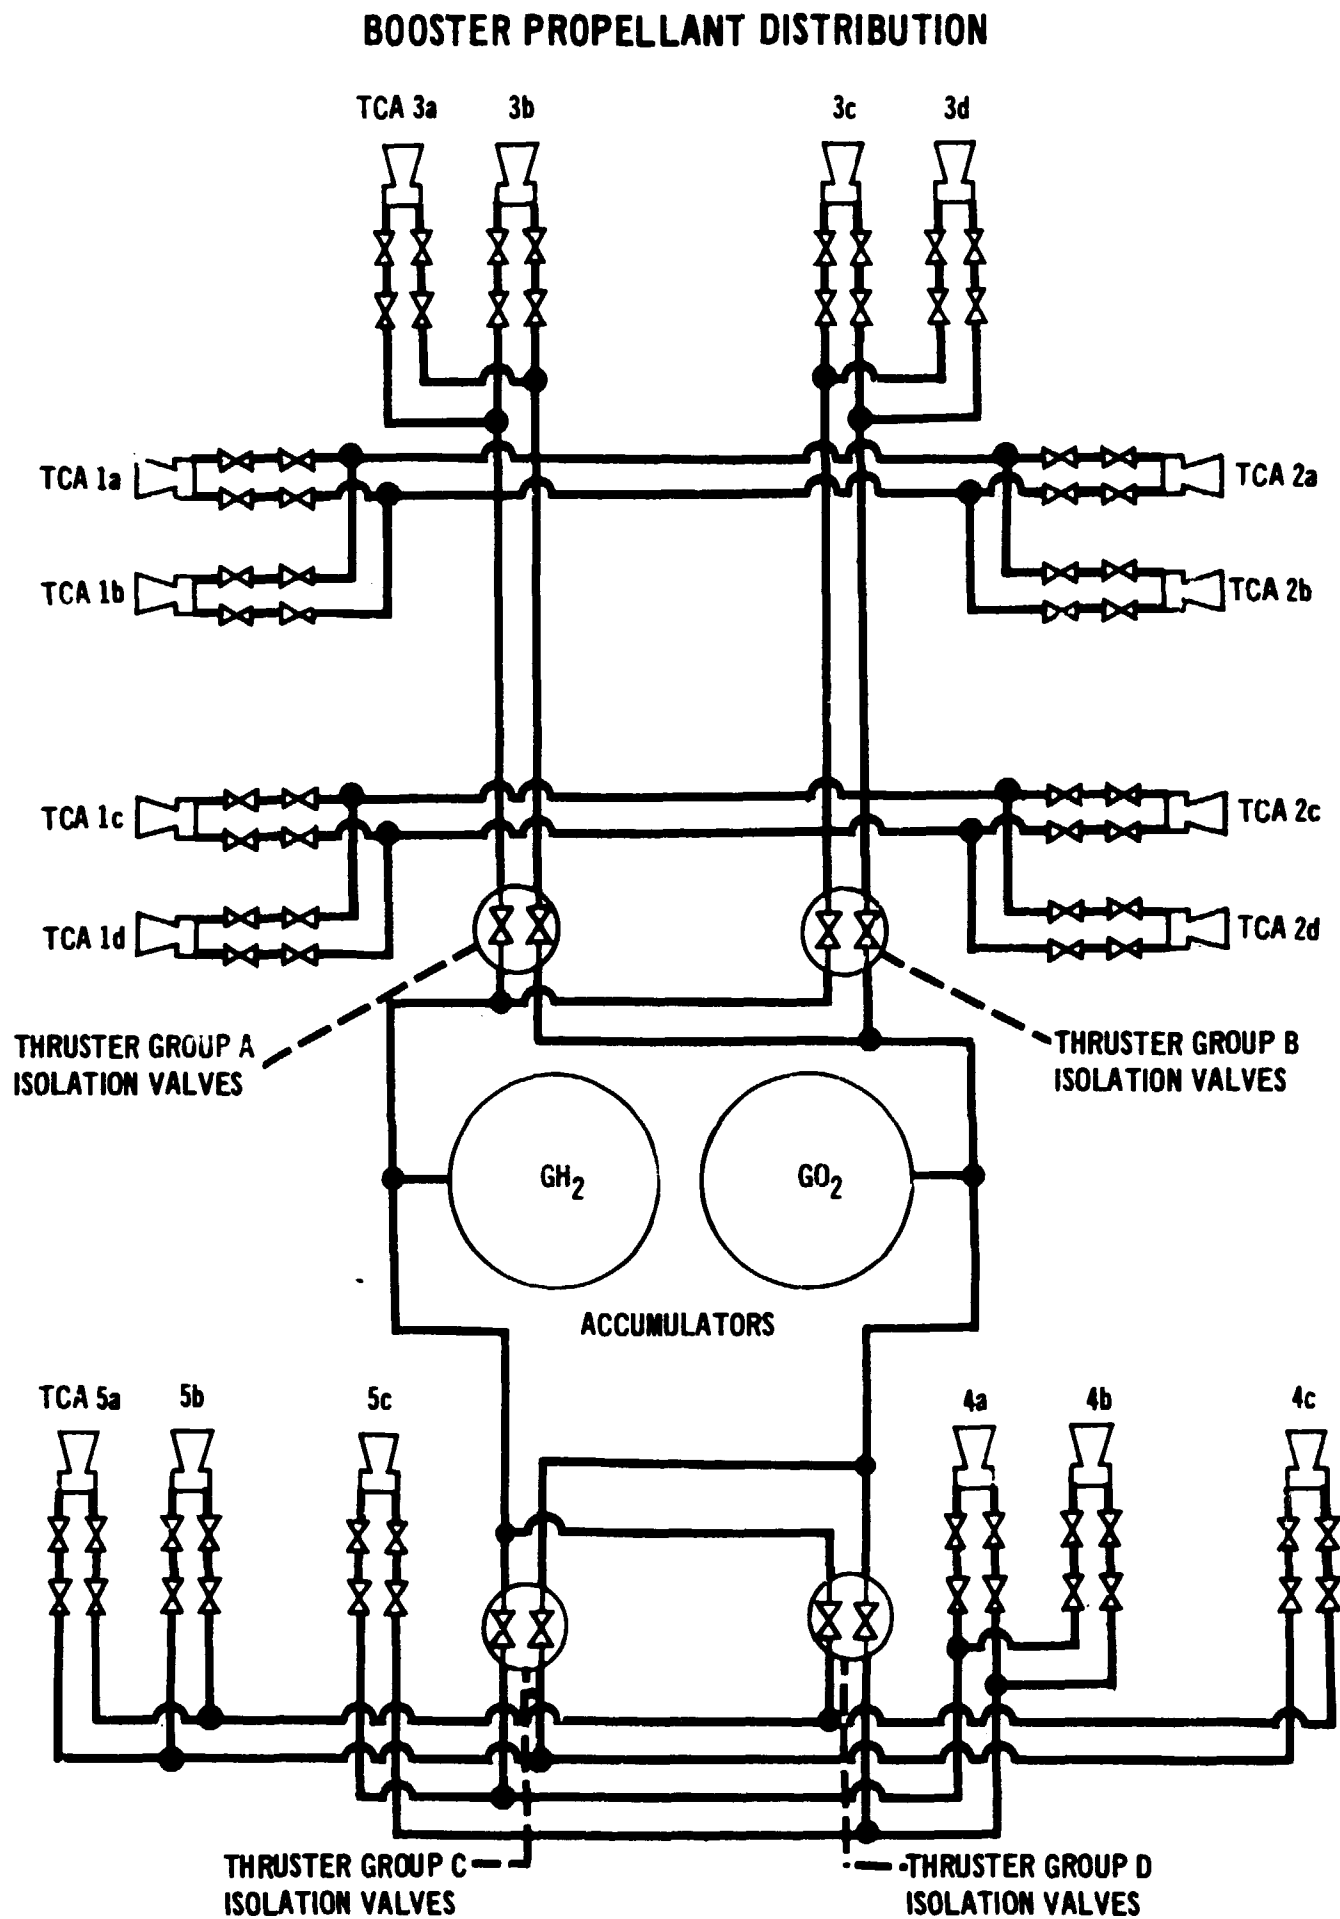 BOOSTER PROPELLANT DISTRIBUTION
TCA 3a
3b
3c
3d
TCA 1a
TCA 2a
TCA 1b
TCA 2b
TCA 1c
TCA 2c
TCA 1d
TCA 2d
THRUSTER GROUP A
ISOLATION VALVES
THRUSTER GROUP B
ISOLATION VALVES
GH2
GO2
ACCUMULATORS
TCA 5a
5b
5c
4a
4b
4c
THRUSTER GROUP C
ISOLATION VALVES
THRUSTER GROUP D
ISOLATION VALVES